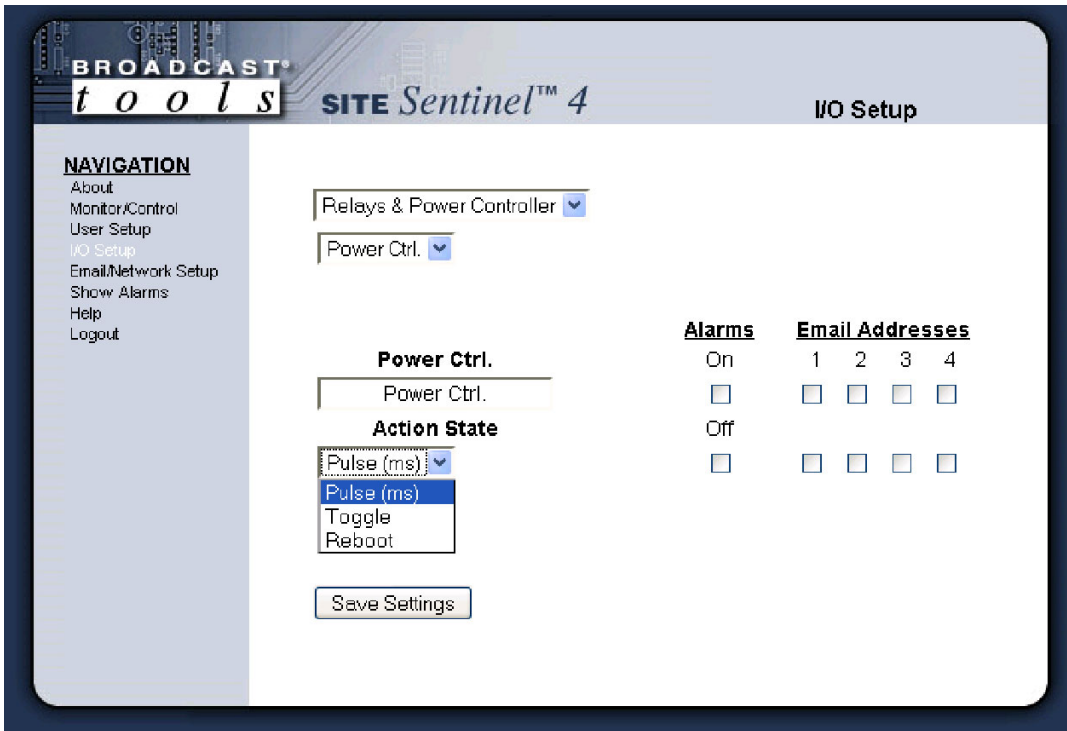 BROADCAST®
tools
SITE Sentinel™ 4
I/O Setup
NAVIGATION
About
Monitor/Control
User Setup
I/O Setup
Email/Network Setup
Show Alarms
Help
Logout
Relays & Power Controller
Power Ctrl.
Alarms Email Addresses
Power Ctrl. On 1 2 3 4
Power Ctrl.
Action State Off
Pulse (ms)
Pulse (ms)
Toggle
Reboot
Save Settings